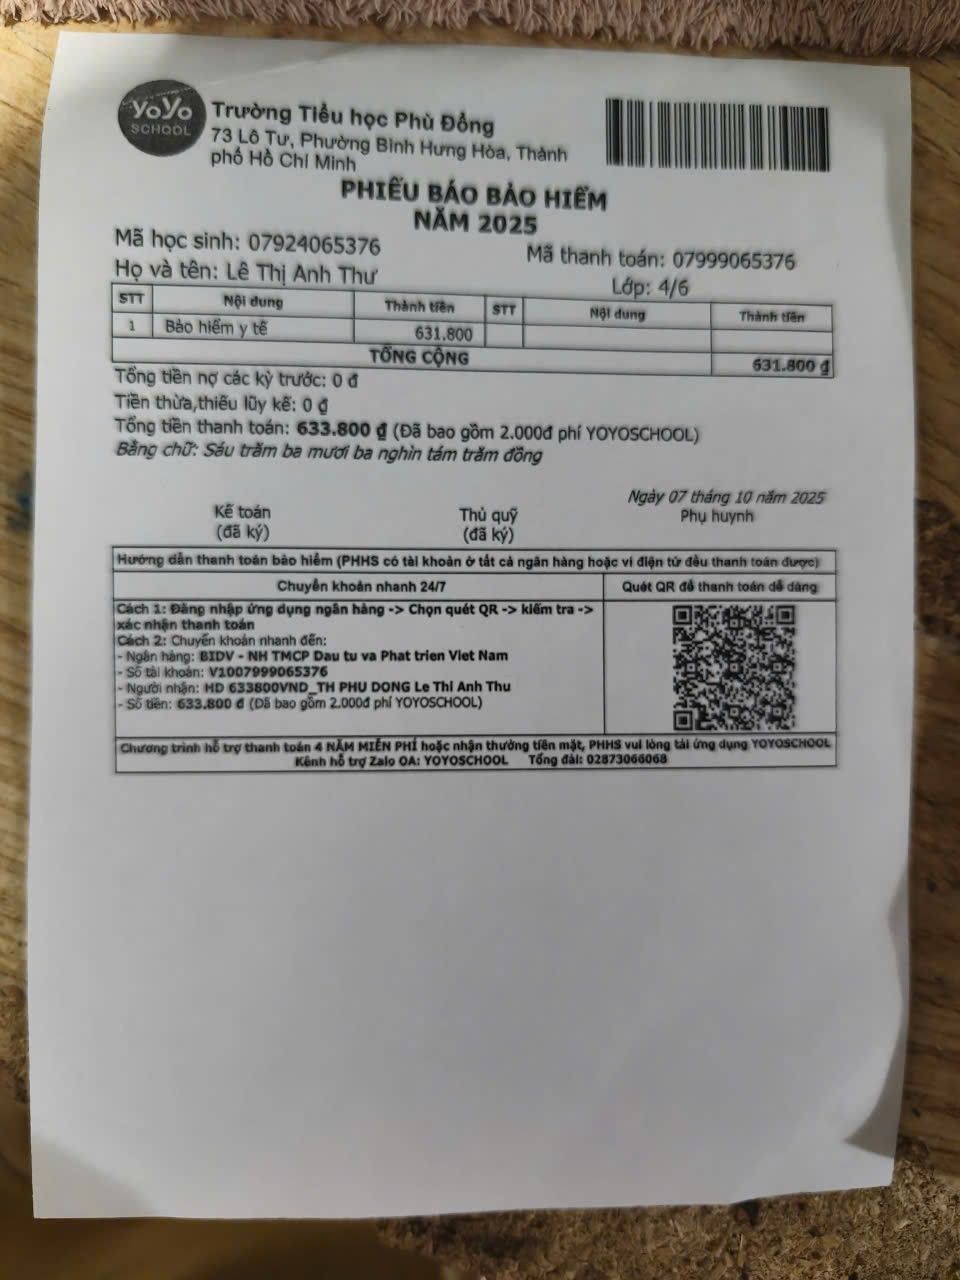 YoYo
SCHOOL
Trường Tiểu học Phù Đổng
73 Lô Tư, Phường Bình Hưng Hòa, Thành
phố Hồ Chí Minh
PHIẾU BÁO BẢO HIỂM
NĂM 2025
Mã học sinh: 07924065376
Mã thanh toán: 07999065376
Họ và tên: Lê Thị Anh Thư
Lớp: 4/6
STT Nội dung Thành tiền STT Nội dung Thành tiền
1 Bảo hiểm y tế 631.800
TỔNG CỘNG 631.800 ₫
Tổng tiền nợ các kỳ trước: 0 đ
Tiền thừa,thiếu lũy kế: 0 ₫
Tổng tiền thanh toán: 633.800 ₫ (Đã bao gồm 2.000đ phí YOYOSCHOOL)
Bằng chữ: Sáu trăm ba mươi ba nghìn tám trăm đồng
Ngày 07 tháng 10 năm 2025
Kế toán Thủ quỹ Phụ huynh
(đã ký) (đã ký)
Hướng dẫn thanh toán bảo hiểm (PHHS có tài khoản ở tất cả ngân hàng hoặc ví điện tử đều thanh toán được)
Chuyển khoản nhanh 24/7 Quét QR để thanh toán dễ dàng
Cách 1: Đăng nhập ứng dụng ngân hàng -> Chọn quét QR -> kiểm tra ->
xác nhận thanh toán
Cách 2: Chuyển khoản nhanh đến:
- Ngân hàng: BIDV - NH TMCP Dau tu va Phat trien Viet Nam
- Số tài khoản: V1007999065376
- Người nhận: HD 633800VND_TH PHU DONG Le Thi Anh Thu
- Số tiền: 633.800 đ (Đã bao gồm 2.000đ phí YOYOSCHOOL)
Chương trình hỗ trợ thanh toán 4 NĂM MIỄN PHÍ hoặc nhận thưởng tiền mặt, PHHS vui lòng tải ứng dụng YOYOSCHOOL
Kênh hỗ trợ Zalo OA: YOYOSCHOOL Tổng đài: 02873066068